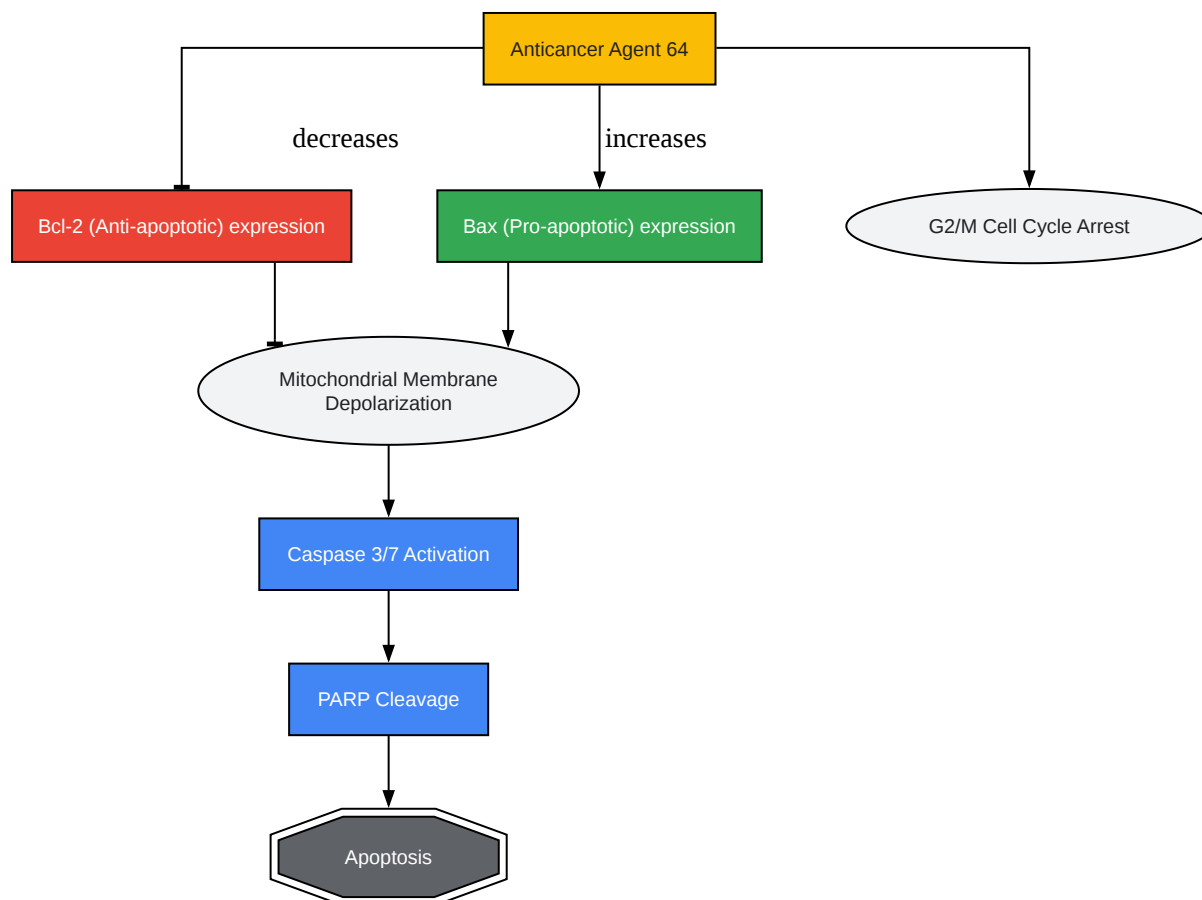 Anticancer Agent 64
decreases
increases
Bcl-2 (Anti-apoptotic) expression
Bax (Pro-apoptotic) expression
G2/M Cell Cycle Arrest
Mitochondrial Membrane
Depolarization
Caspase 3/7 Activation
PARP Cleavage
Apoptosis